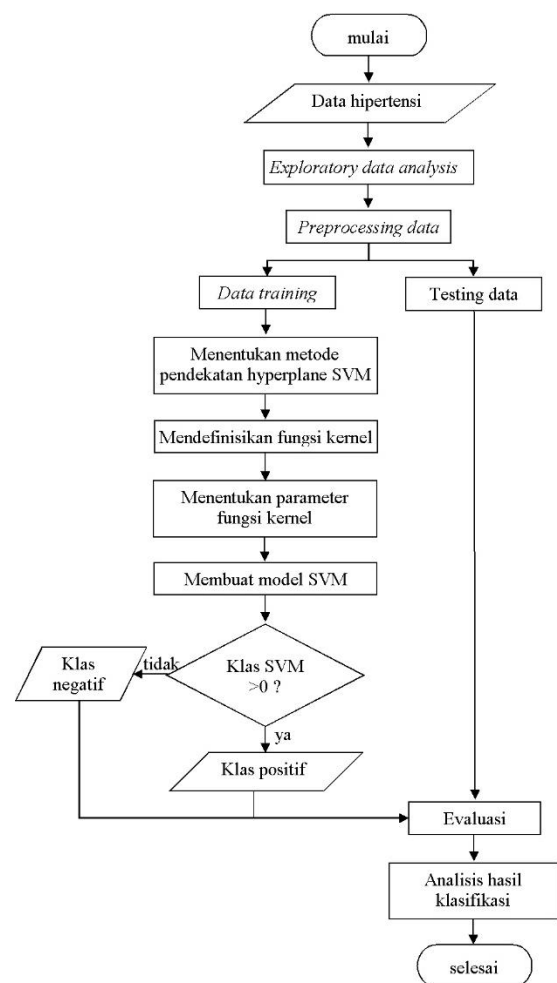 mulai
Data hipertensi
Exploratory data analysis
Preprocessing data
Data training
Testing data
Menentukan metode
pendekatan hyperplane SVM
Mendefinisikan fungsi kernel
Menentukan parameter
fungsi kernel
Membuat model SVM
Klas SVM
>0 ?
tidak
Klas
negatif
ya
Klas positif
Evaluasi
Analisis hasil
klasifikasi
selesai